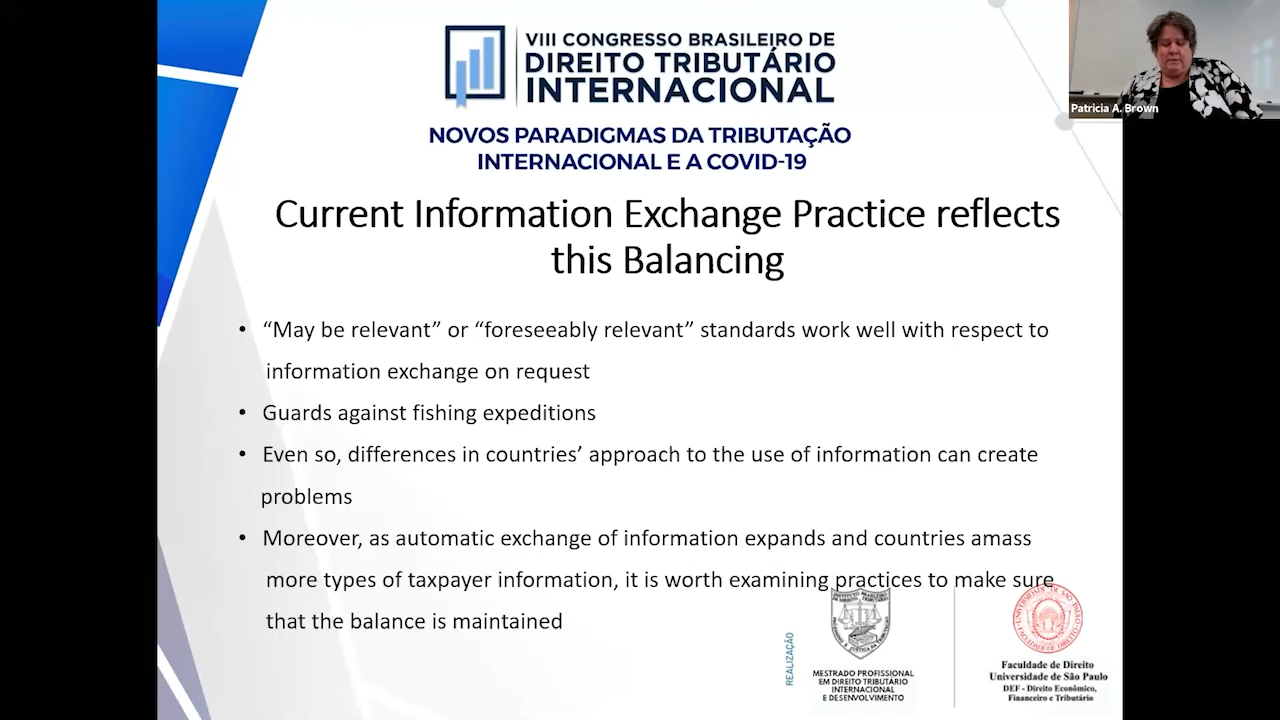 VIII CONGRESSO BRASILEIRO DE
DIREITO TRIBUTÁRIO
INTERNACIONAL
NOVOS PARADIGMAS DA TRIBUTAÇÃO
INTERNACIONAL E A COVID-19
Patricia A. Brown
Current Information Exchange Practice reflects
this Balancing
• “May be relevant” or “foreseeably relevant” standards work well with respect to
information exchange on request
• Guards against fishing expeditions
• Even so, differences in countries’ approach to the use of information can create
problems
• Moreover, as automatic exchange of information expands and countries amass
more types of taxpayer information, it is worth examining practices to make sure
that the balance is maintained
REALIZAÇÃO
MESTRADO PROFISSIONAL
EM DIREITO TRIBUTÁRIO
INTERNACIONAL
E DESENVOLVIMENTO
Faculdade de Direito
Universidade de São Paulo
DEF - Direito Econômico,
Financeiro e Tributário